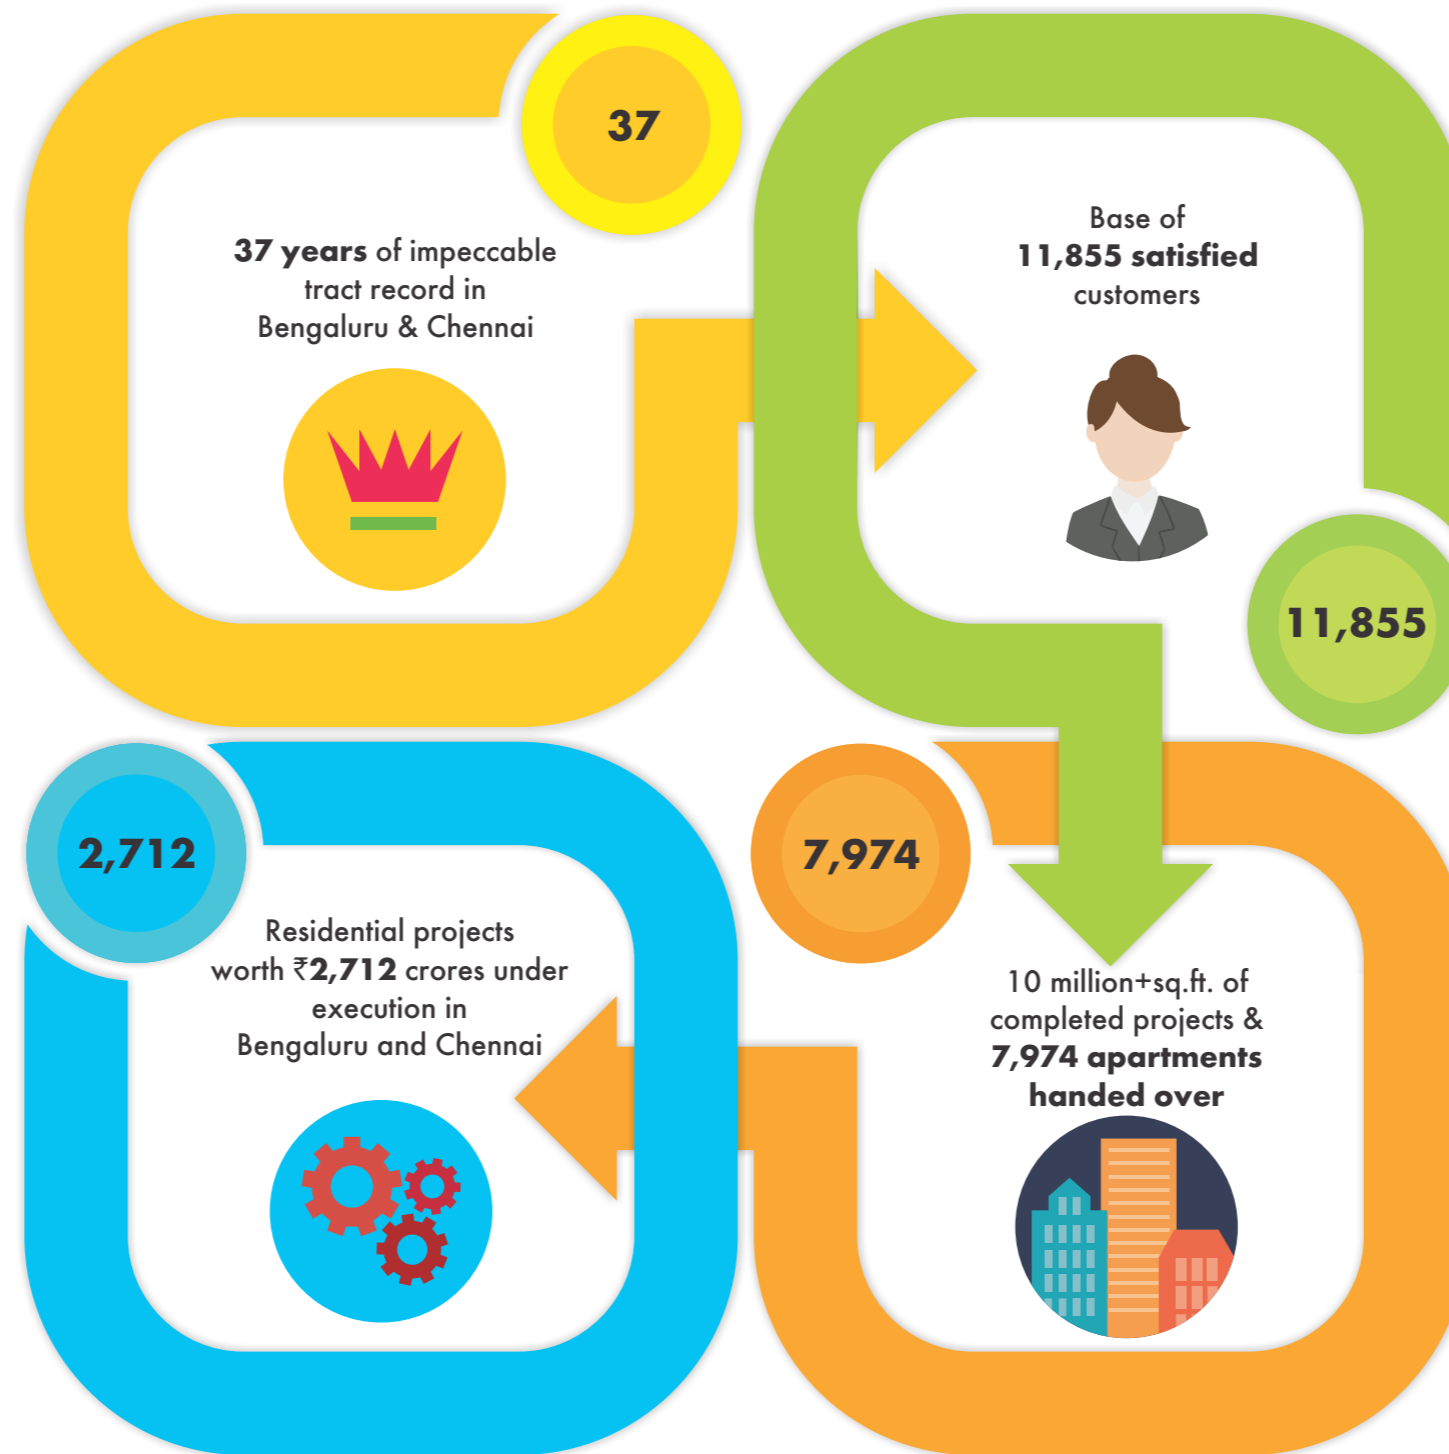 37
37 years of impeccable
tract record in
Bengaluru & Chennai
Base of
11,855 satisfied
customers
11,855
7,974
10 million+sq.ft. of
completed projects &
7,974 apartments
handed over
2,712
Residential projects
worth ₹2,712 crores under
execution in
Bengaluru and Chennai